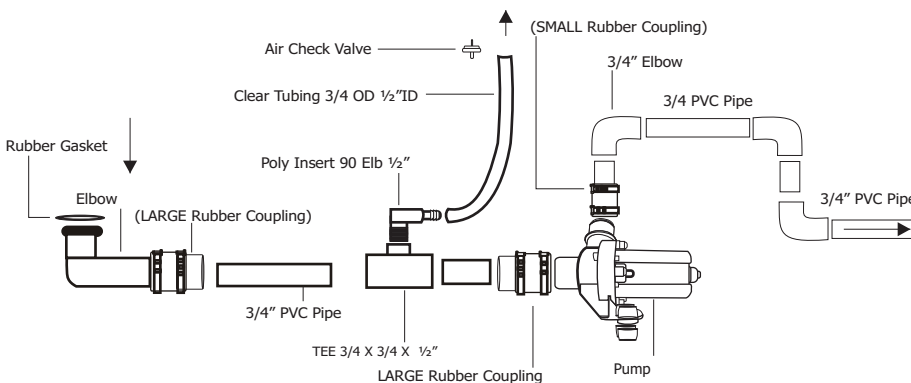 (SMALL Rubber Coupling)
Air Check Valve
3/4” Elbow
Clear Tubing 3/4 OD ½”ID
3/4 PVC Pipe
Rubber Gasket
Poly Insert 90 Elb ½”
Elbow
(LARGE Rubber Coupling)
3/4” PVC Pipe
3/4” PVC Pipe
TEE 3/4 X 3/4 X ½”
LARGE Rubber Coupling
Pump